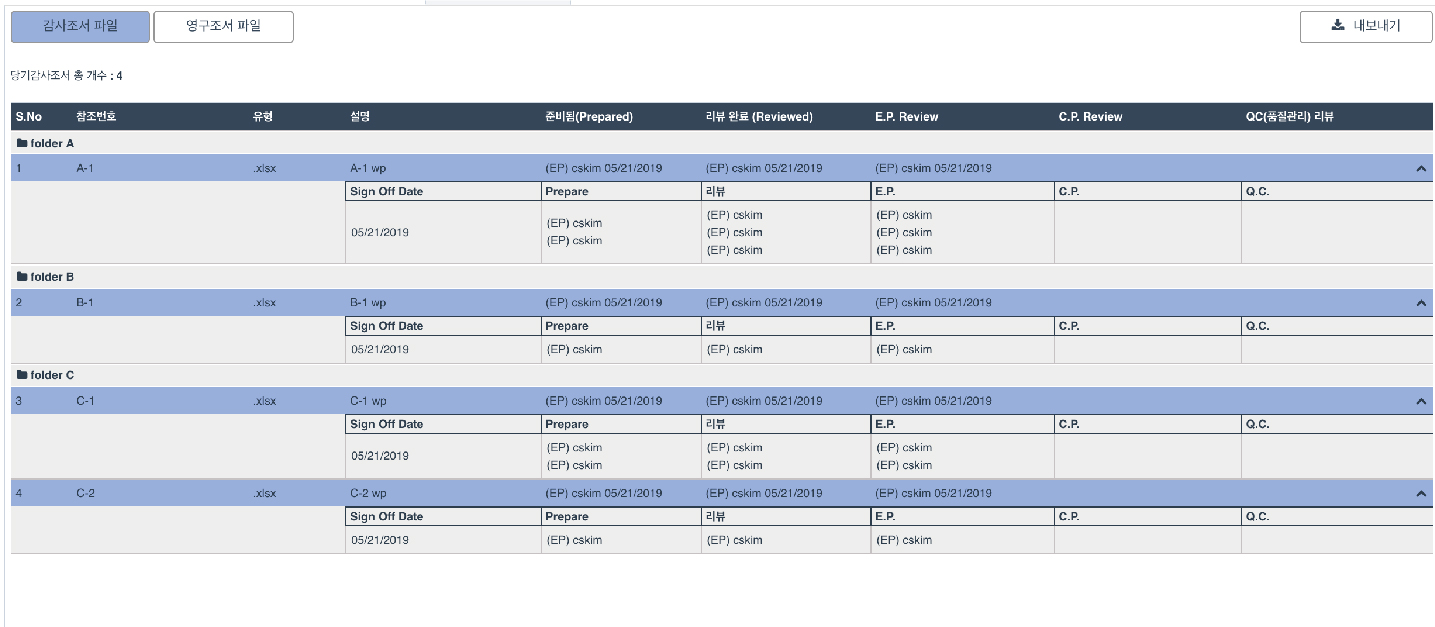 감사조서 파일 영구조서 파일 내보내기
당기감사조서 총 개수 : 4
S.No 참조번호 유형 설명 준비됨(Prepared) 리뷰 완료 (Reviewed) E.P. Review C.P. Review QC(품질관리) 리뷰
folder A
1 A-1 .xlsx A-1 wp (EP) cskim 05/21/2019 (EP) cskim 05/21/2019 (EP) cskim 05/21/2019
Sign Off Date Prepare 리뷰 E.P. C.P. Q.C.
05/21/2019
(EP) cskim
(EP) cskim
(EP) cskim
(EP) cskim
(EP) cskim
(EP) cskim
(EP) cskim
(EP) cskim
folder B
2 B-1 .xlsx B-1 wp (EP) cskim 05/21/2019 (EP) cskim 05/21/2019 (EP) cskim 05/21/2019
Sign Off Date Prepare 리뷰 E.P. C.P. Q.C.
05/21/2019 (EP) cskim (EP) cskim (EP) cskim
folder C
3 C-1 .xlsx C-1 wp (EP) cskim 05/21/2019 (EP) cskim 05/21/2019 (EP) cskim 05/21/2019
Sign Off Date Prepare 리뷰 E.P. C.P. Q.C.
05/21/2019
(EP) cskim
(EP) cskim
(EP) cskim
(EP) cskim
(EP) cskim
(EP) cskim
4 C-2 .xlsx C-2 wp (EP) cskim 05/21/2019 (EP) cskim 05/21/2019 (EP) cskim 05/21/2019
Sign Off Date Prepare 리뷰 E.P. C.P. Q.C.
05/21/2019 (EP) cskim (EP) cskim (EP) cskim